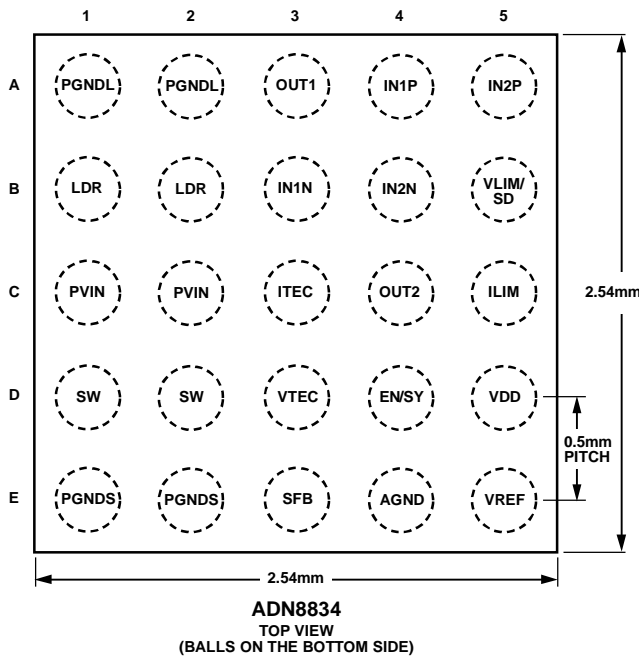 1 2 3 4 5
A PGNDL PGNDL OUT1 IN1P IN2P
B LDR LDR IN1N IN2N VLIM/
SD
C PVIN PVIN ITEC OUT2 ILIM
2.54mm
D SW SW VTEC EN/SY VDD
0.5mm
PITCH
E PGNDS PGNDS SFB AGND VREF
2.54mm
ADN8834
TOP VIEW
(BALLS ON THE BOTTOM SIDE)